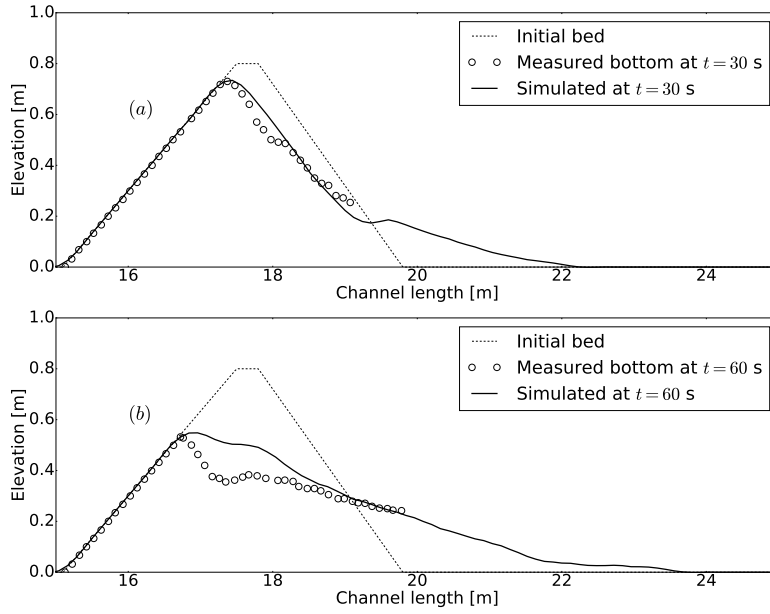 1.0
0.8
0.6
0.4
0.2
0.0
Elevation [m]
(a)
Initial bed
Measured bottom at t = 30 s
Simulated at t = 30 s
16 18 20 22 24
Channel length [m]
1.0
0.8
0.6
0.4
0.2
0.0
Elevation [m]
(b)
Initial bed
Measured bottom at t = 60 s
Simulated at t = 60 s
16 18 20 22 24
Channel length [m]